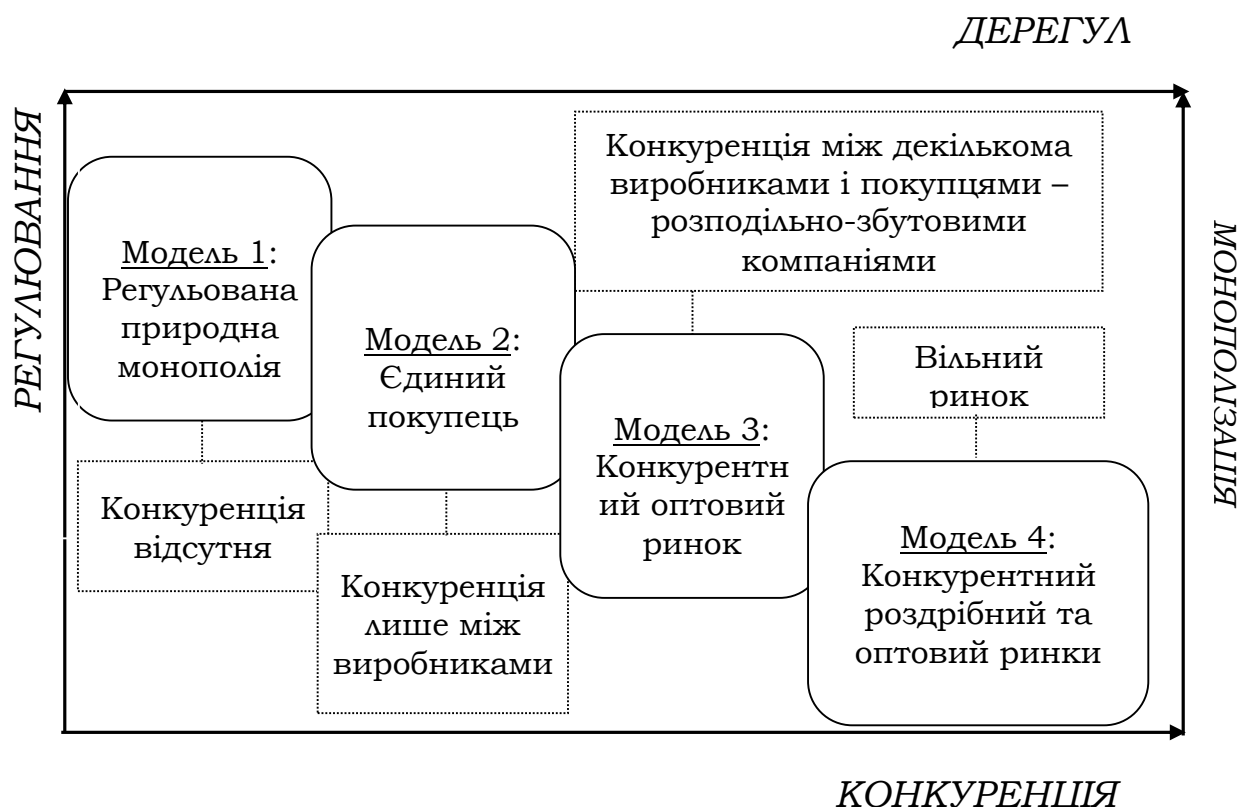 ДЕРЕГУЛ
РЕГУЛЮВАННЯ
Модель 1:
Регульована
природна
монополія
Конкуренція
відсутня
Модель 2:
Єдиний
покупець
Конкуренція
лише між
виробниками
Конкуренція між декількома
виробниками і покупцями –
розподільно-збутовими
компаніями
Модель 3:
Конкурентн
ий оптовий
ринок
Вільний
ринок
Модель 4:
Конкурентний
роздрібний та
оптовий ринки
МОНОПОЛІЗАЦІЯ
КОНКУРЕНЦІЯ